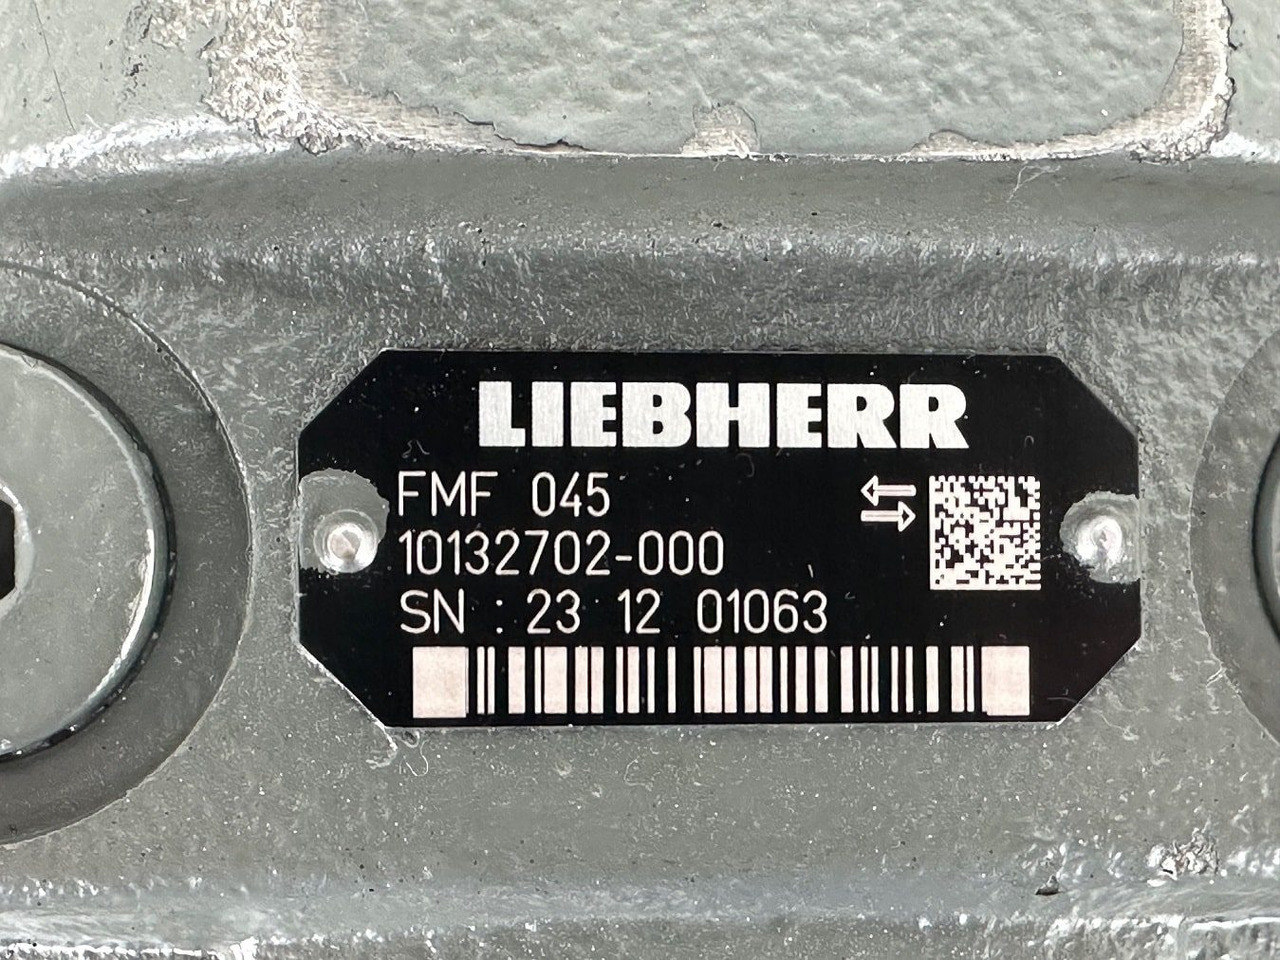 LIEBHERR
FMF 045
10132702-000
SN : 23 12 01063